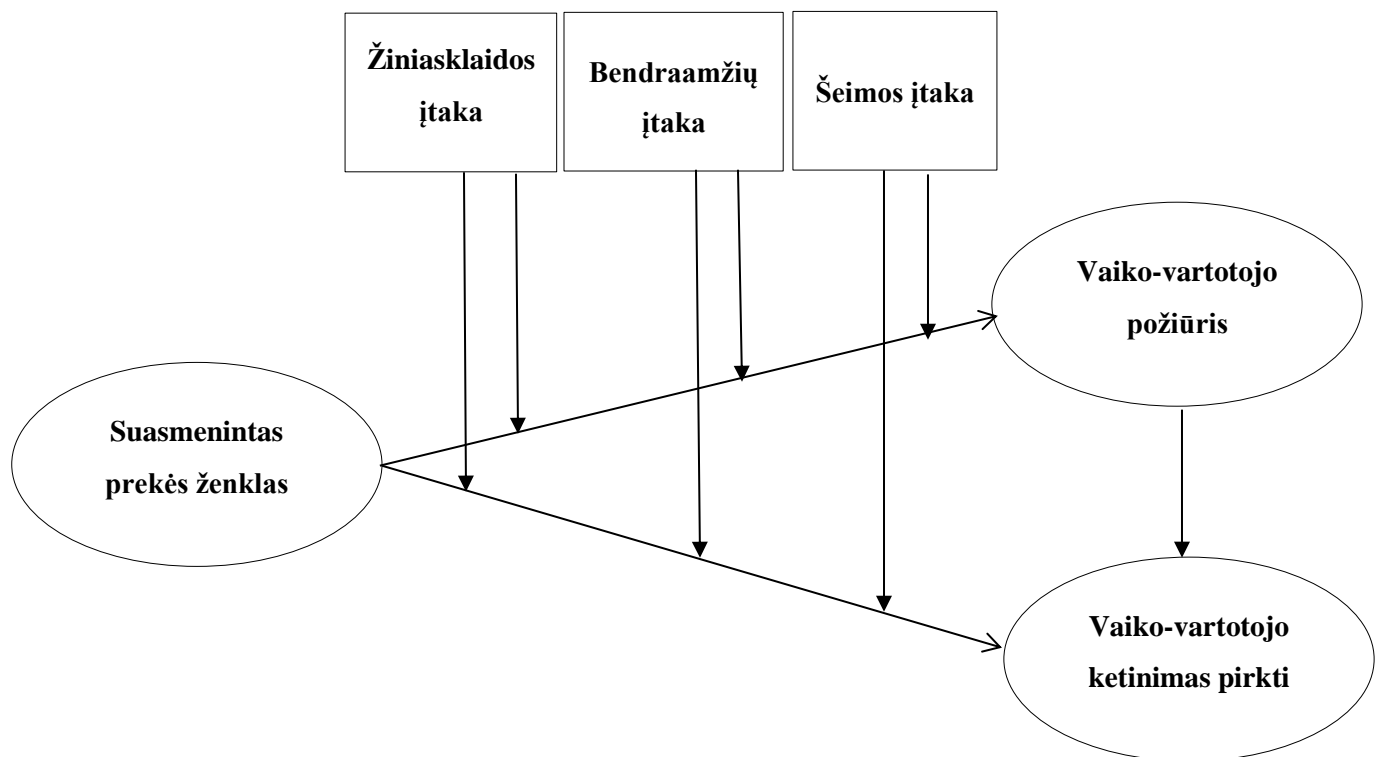 Žiniasklaidos
įtaka
Bendraamžių
įtaka
Šeimos įtaka
Vaiko-vartotojo
požiūris
Suasmenintas
prekės ženklas
Vaiko-vartotojo
ketinimas pirkti